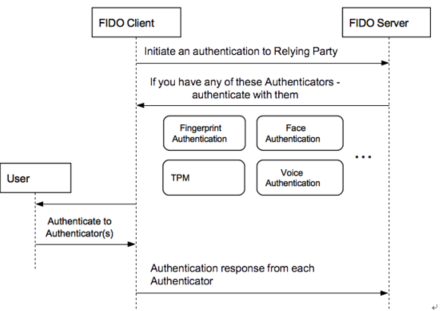 FIDO Client
FIDO Server
Initiate an authentication to Relying Party
If you have any of these Authenticators -
authenticate with them
Fingerprint
Authentication
Face
Authentication
TPM
Voice
Authentication
...
User
Authenticate to
Authenticator(s)
Authentication response from each
Authenticator